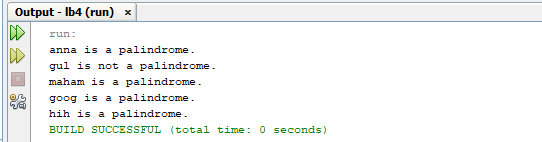 Output - lb4 (run) ×
run:
anna is a palindrome.
gul is not a palindrome.
maham is a palindrome.
goog is a palindrome.
hih is a palindrome.
BUILD SUCCESSFUL (total time: 0 seconds)